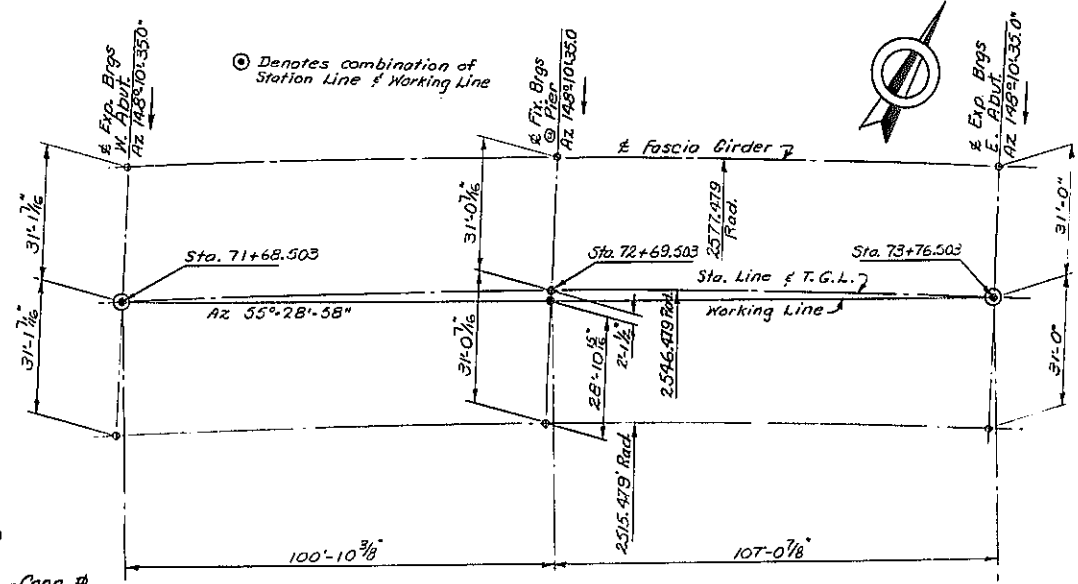 ⦿ Denotes combination of
Station Line & Working Line
℄ Exp. Brgs
W. Abut.
Az 148°-10'-35.0"
℄ Fix. Brgs
@ Pier
Az 148°-10'-35.0
℄ Exp. Brgs
E. Abut.
Az 148°-10'-35.0"
℄ Fascia Girder
31'-1 7/16"
31'-0 7/16"
2577.479
Rad.
31'-0"
Sta. 71+68.503
Sta. 72+69.503
Sta. 73+76.503
Sta. Line & T.G.L.
Az 55°-28'-58"
Working Line
31'-1 7/16"
31'-0 7/16"
28'-10 15/16"
2'-1 1/2"
2546.479 Rad.
31'-0"
2515.479' Rad.
100'-10 3/8"
107'-0 7/8"
Conn. ℔